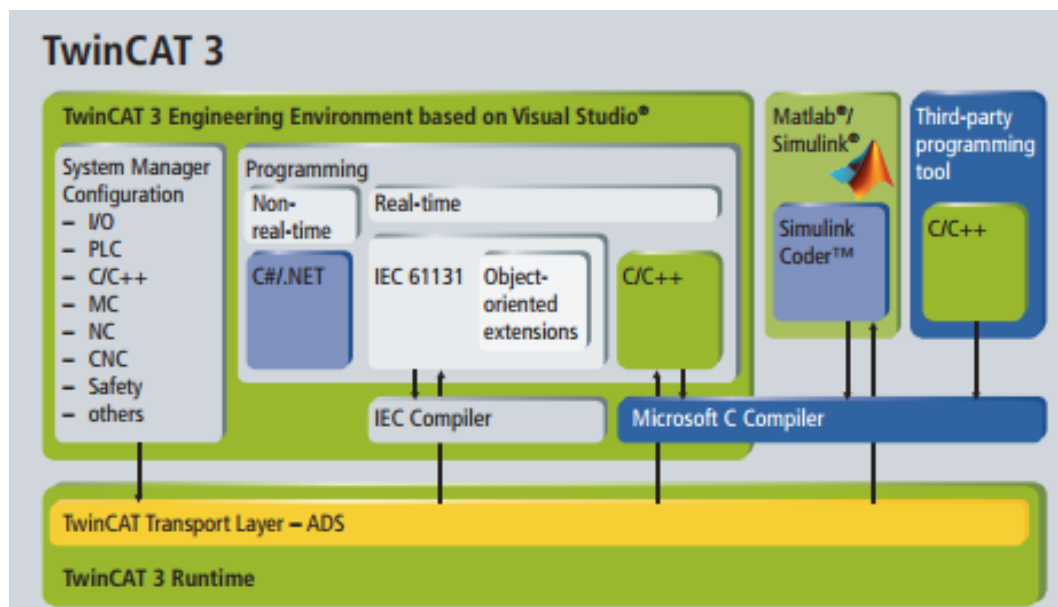 TwinCAT 3
TwinCAT 3 Engineering Environment based on Visual Studio®
System Manager
Configuration
– I/O
– PLC
– C/C++
– MC
– NC
– CNC
– Safety
– others
Programming
Non-
real-time
Real-time
C#/.NET
IEC 61131
Object-
oriented
extensions
C/C++
IEC Compiler
Matlab®/
Simulink®
Simulink
Coder™
Third-party
programming
tool
C/C++
Microsoft C Compiler
TwinCAT Transport Layer – ADS
TwinCAT 3 Runtime